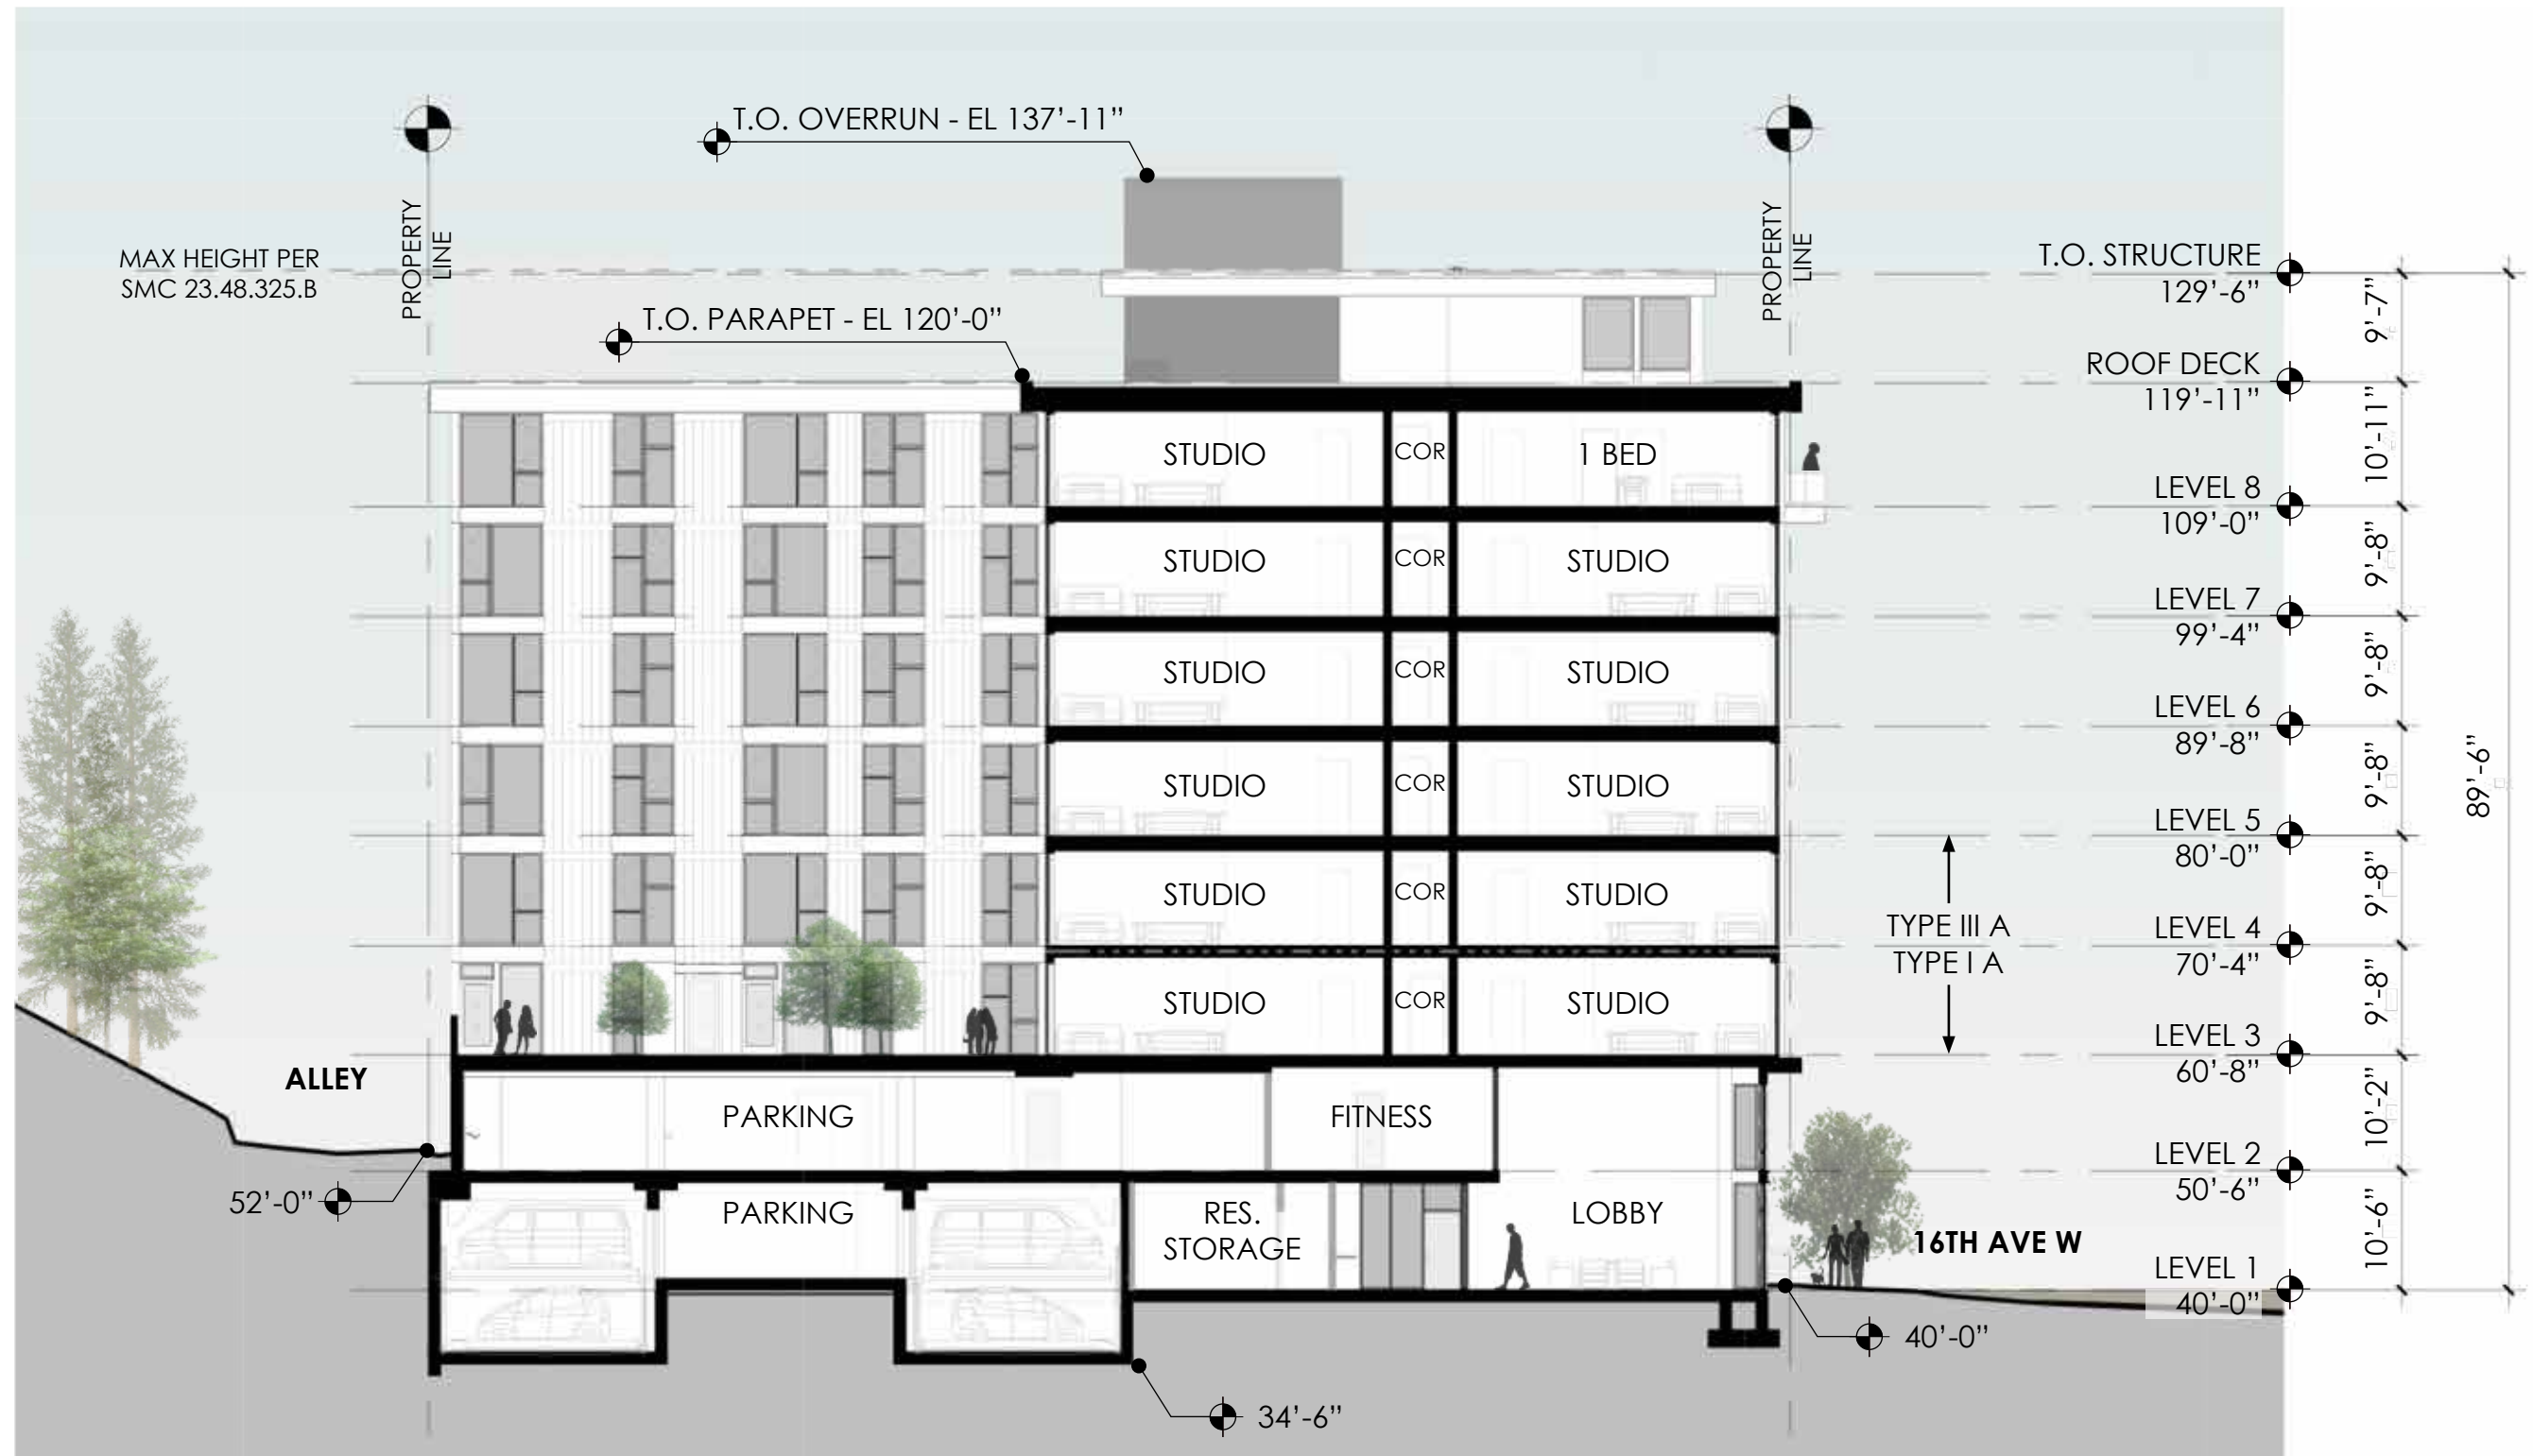 T.O. OVERRUN - EL 137'-11"
PROPERTY
LINE
PROPERTY
LINE
MAX HEIGHT PER
SMC 23.48.325.B
T.O. STRUCTURE
129'-6"
9'-7"
T.O. PARAPET - EL 120'-0"
ROOF DECK
119'-11"
10'-11"
STUDIO
COR
1 BED
LEVEL 8
109'-0"
9'-8"
STUDIO
COR
STUDIO
LEVEL 7
99'-4"
9'-8"
STUDIO
COR
STUDIO
LEVEL 6
89'-8"
9'-8"
89'-6"
STUDIO
COR
STUDIO
LEVEL 5
80'-0"
9'-8"
STUDIO
COR
STUDIO
TYPE III A
TYPE I A
LEVEL 4
70'-4"
9'-8"
STUDIO
COR
STUDIO
LEVEL 3
60'-8"
10'-2"
ALLEY
PARKING
FITNESS
LEVEL 2
50'-6"
10'-6"
52'-0"
PARKING
RES.
STORAGE
LOBBY
16TH AVE W
LEVEL 1
40'-0"
40'-0"
34'-6"